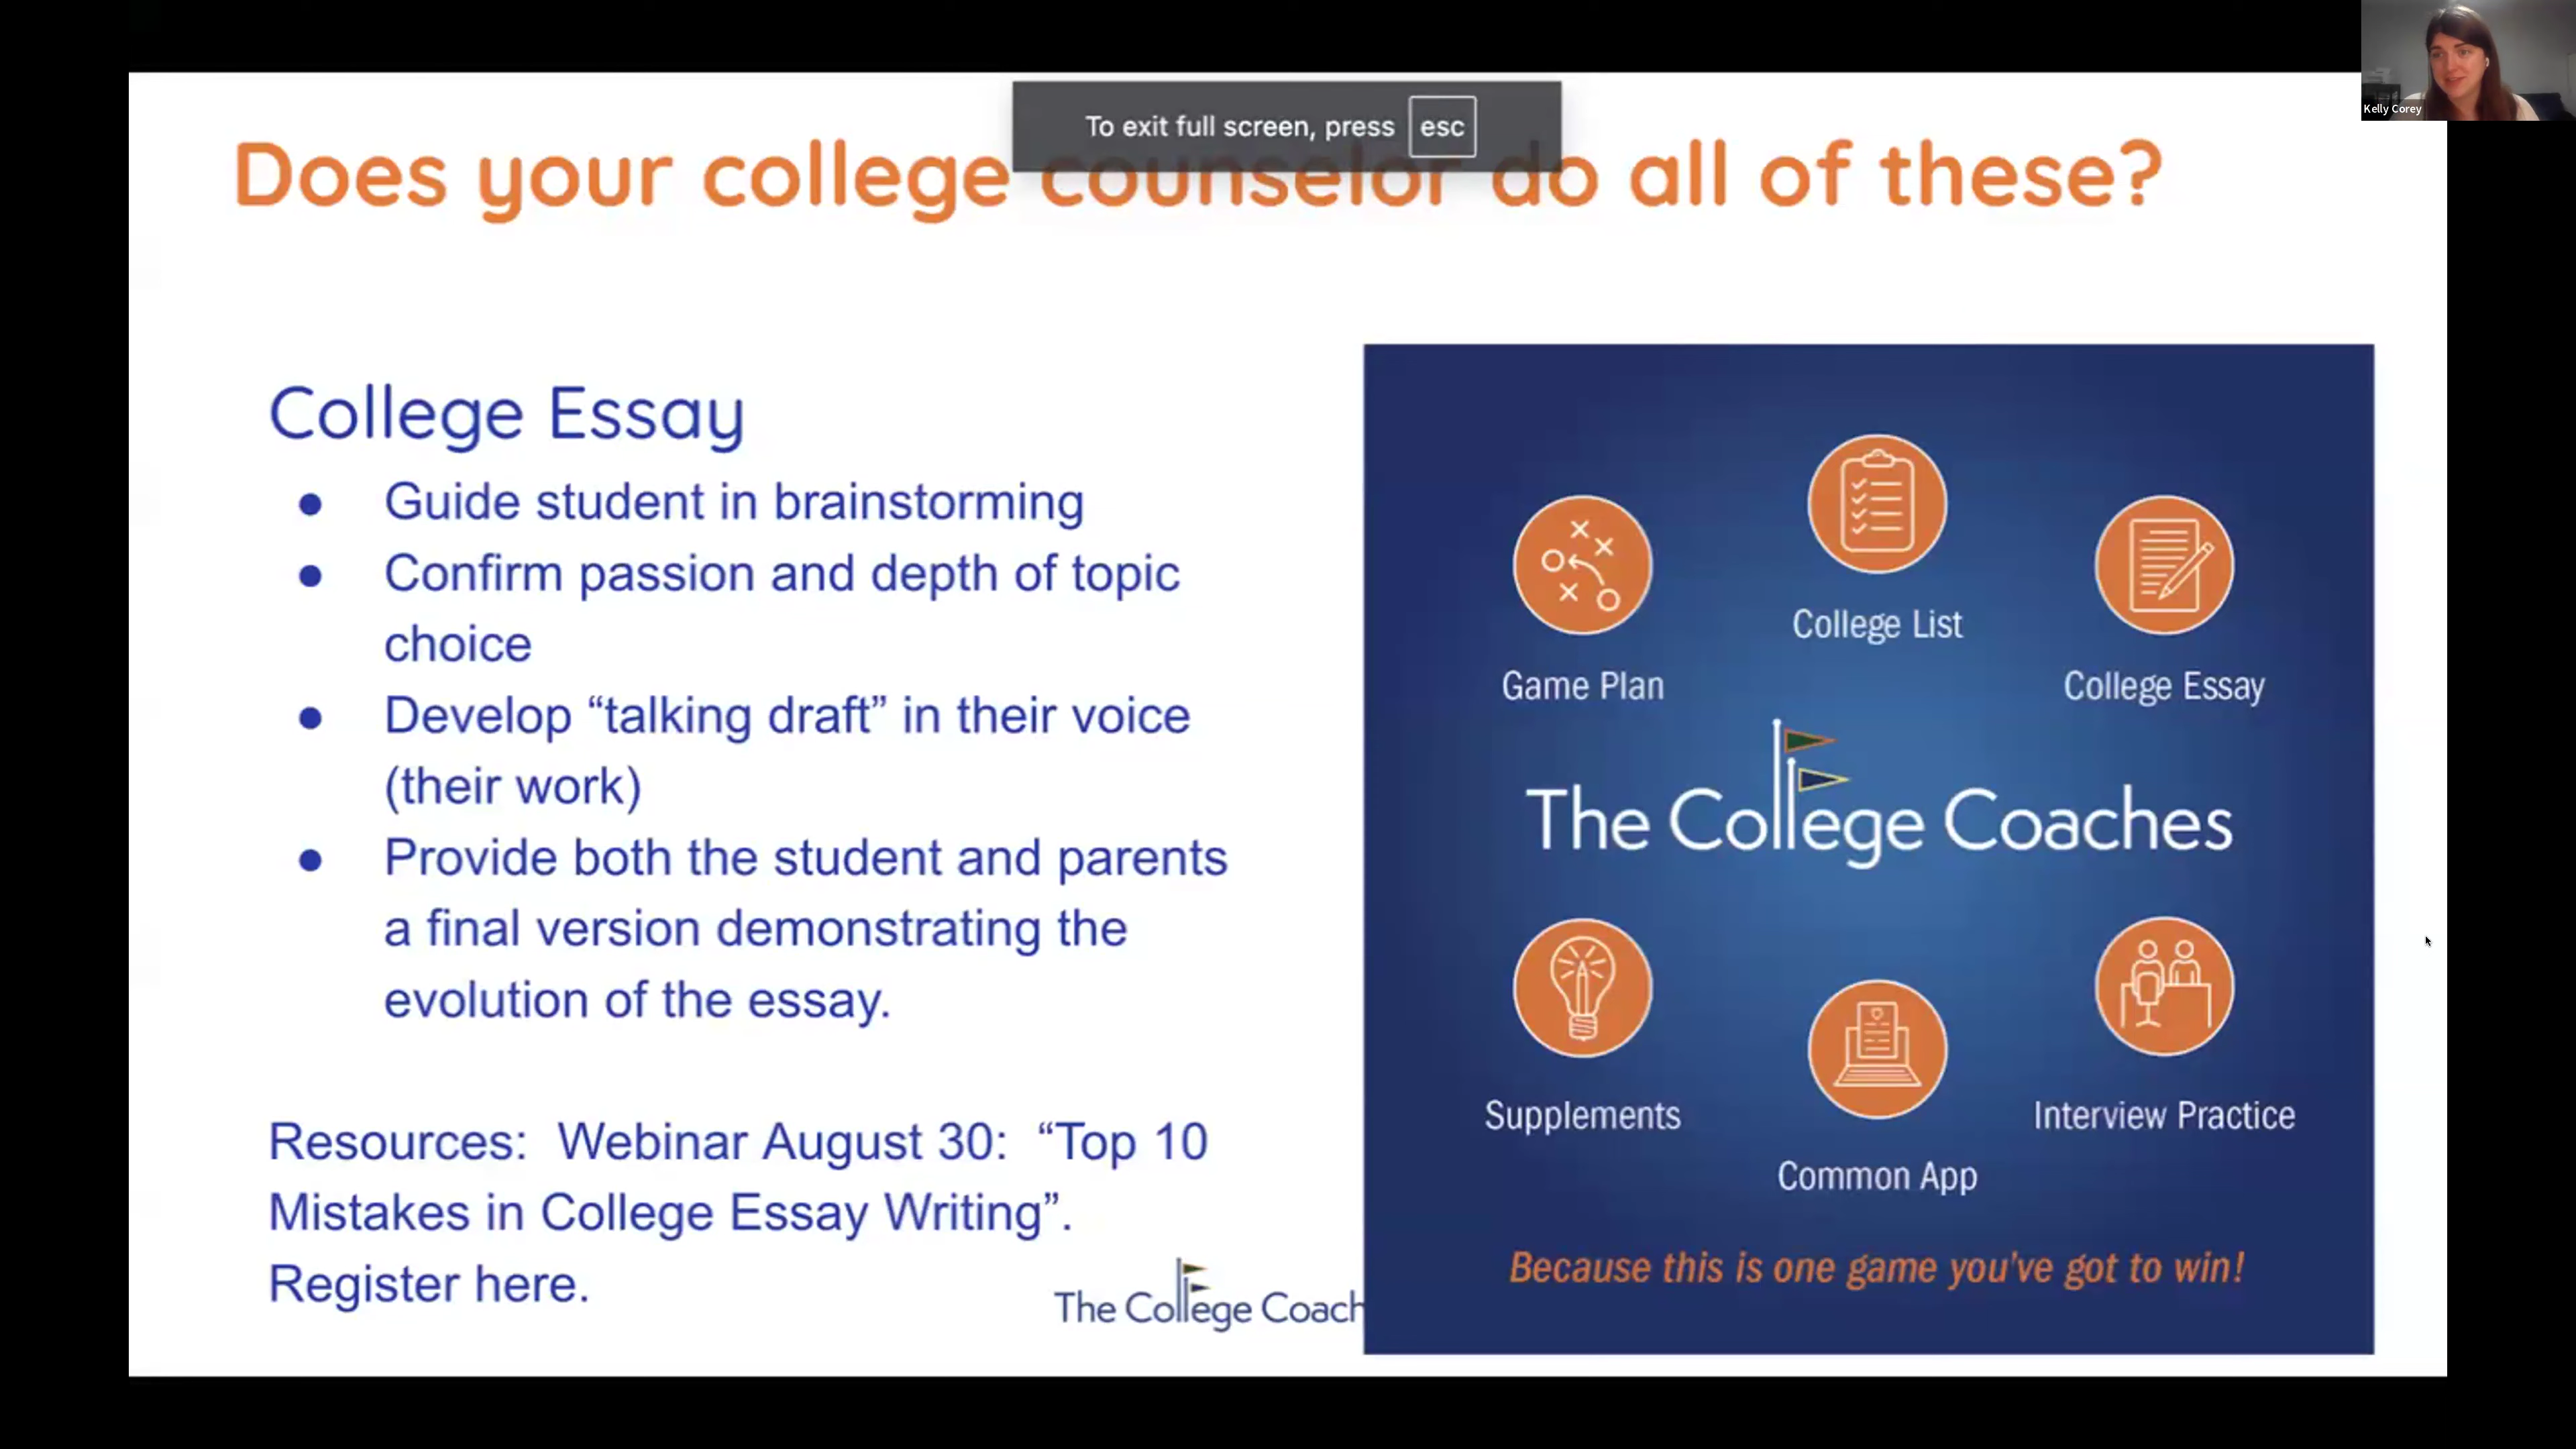 To exit full screen, press esc
Kelly Corey
Does your college counselor do all of these?
College Essay
● Guide student in brainstorming
● Confirm passion and depth of topic
choice
● Develop “talking draft” in their voice
(their work)
● Provide both the student and parents
a final version demonstrating the
evolution of the essay.
Resources:  Webinar August 30:  “Top 10
Mistakes in College Essay Writing”.
Register here.
The College Coach
College List
Game Plan
College Essay
The College Coaches
Supplements
Interview Practice
Common App
Because this is one game you've got to win!